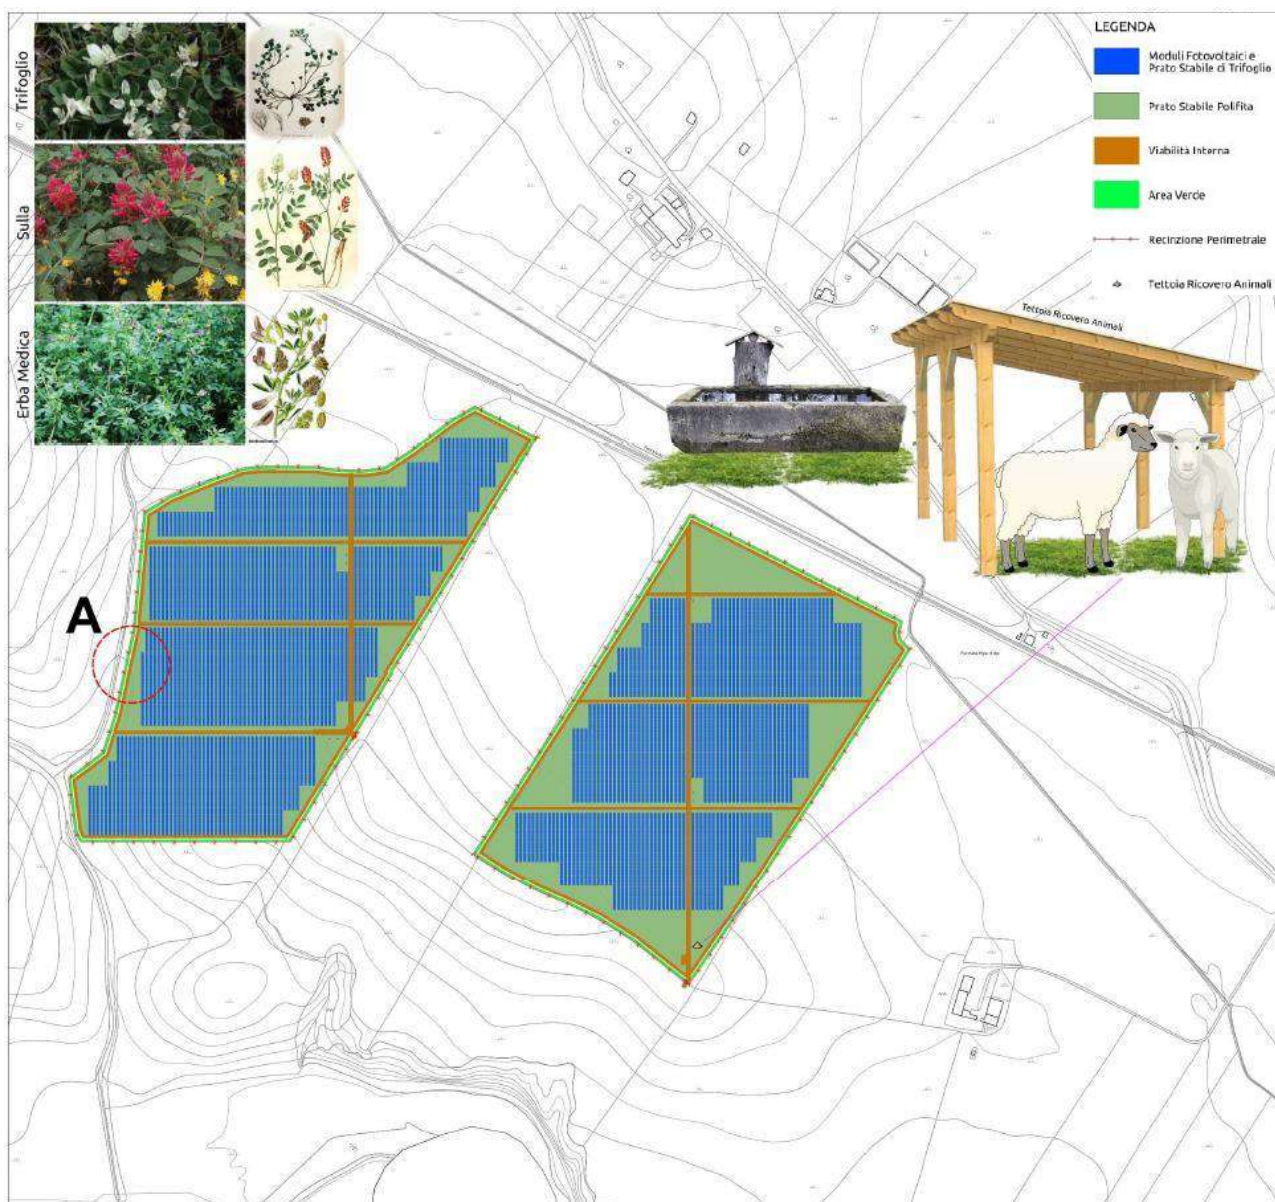 Trifoglio
Sulla
Erba Medica
LEGENDA
Moduli Fotovoltaici e
Prato Stabile di Trifoglio
Prato Stabile Polifita
Viabilità Interna
Area Verde
Recinzione Perimetrale
Tettoia Ricovero Animali
Tettoia Ricovero Animali
A